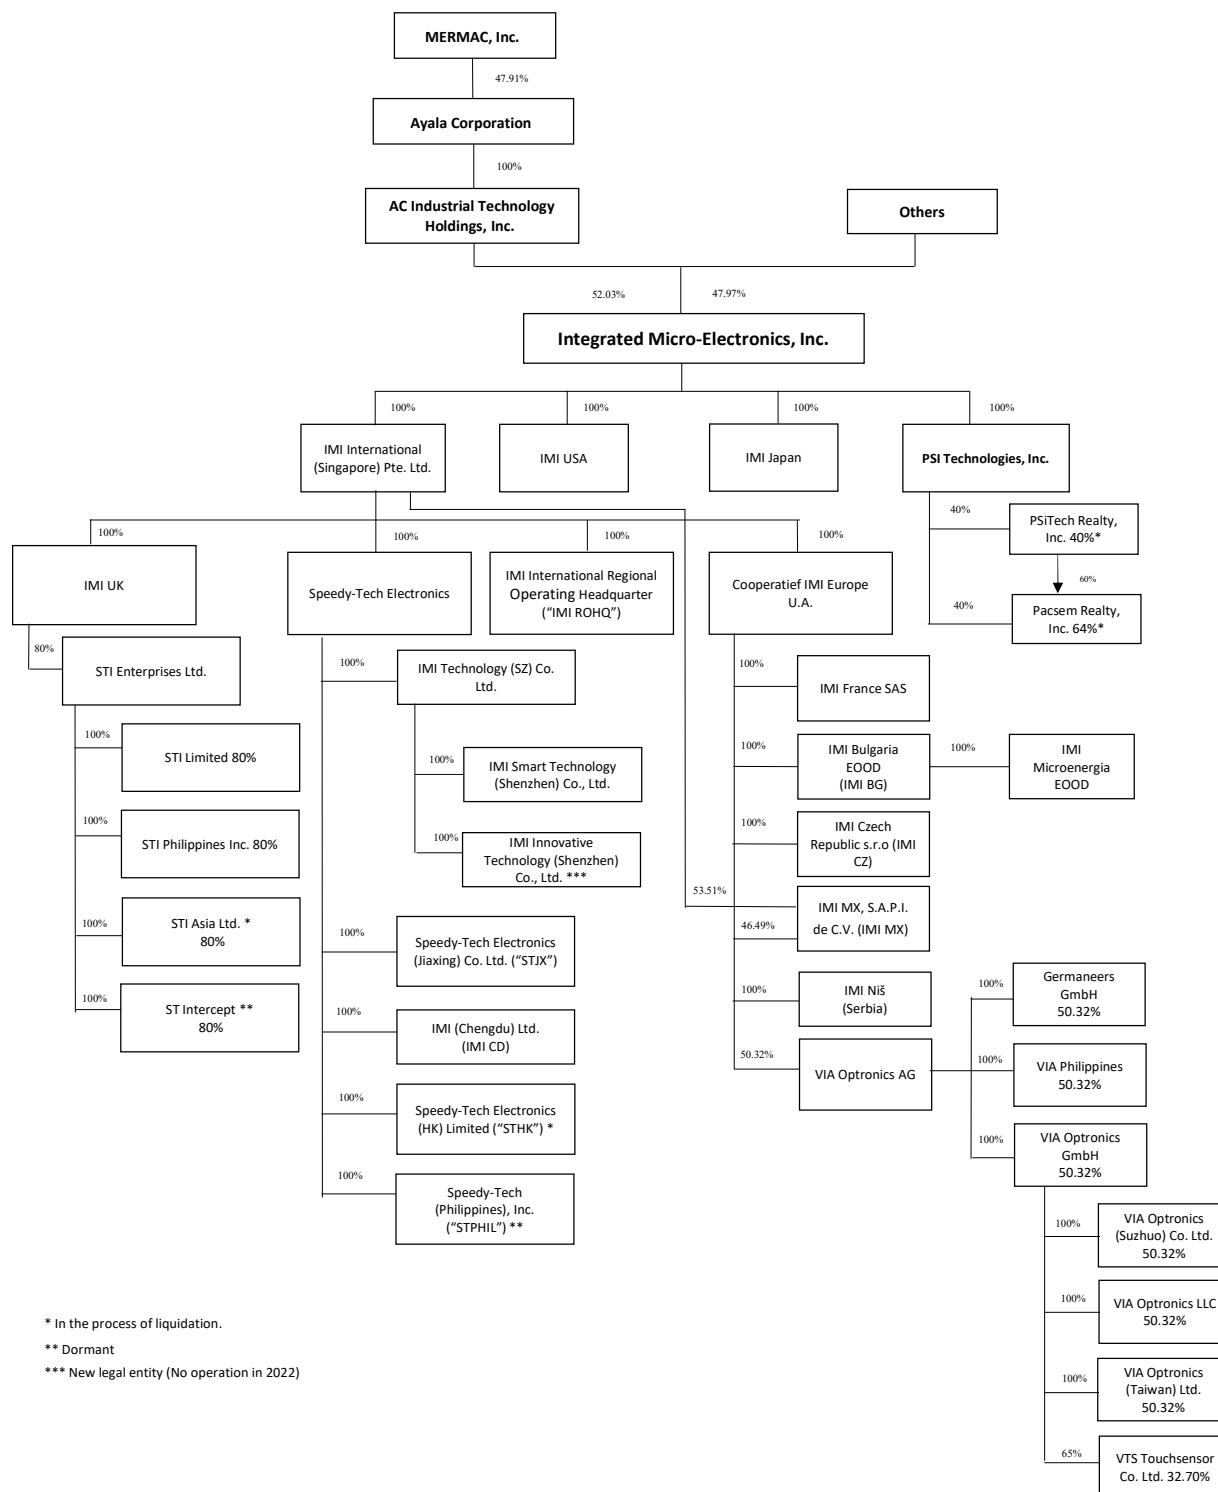 MERMAC, Inc.
47.91%
Ayala Corporation
100%
AC Industrial Technology
Holdings, Inc.
Others
52.03%
47.97%
Integrated Micro-Electronics, Inc.
100%
100%
100%
100%
IMI International
(Singapore) Pte. Ltd.
IMI USA
IMI Japan
PSI Technologies, Inc.
40%
PSiTech Realty,
Inc. 40%*
60%
40%
Pacsem Realty,
Inc. 64%*
100%
100%
100%
100%
IMI UK
Speedy-Tech Electronics
IMI International Regional
Operating Headquarter
(“IMI ROHQ”)
Cooperatief IMI Europe
U.A.
80%
STI Enterprises Ltd.
100%
STI Limited 80%
100%
STI Philippines Inc. 80%
100%
STI Asia Ltd. *
80%
100%
ST Intercept **
80%
100%
IMI Technology (SZ) Co.
Ltd.
100%
IMI Smart Technology
(Shenzhen) Co., Ltd.
100%
IMI Innovative
Technology (Shenzhen)
Co., Ltd. ***
100%
Speedy-Tech Electronics
(Jiaxing) Co. Ltd. (“STJX”)
100%
IMI (Chengdu) Ltd.
(IMI CD)
100%
Speedy-Tech Electronics
(HK) Limited (“STHK”) *
100%
Speedy-Tech
(Philippines), Inc.
(“STPHIL”) **
100%
IMI France SAS
100%
IMI Bulgaria
EOOD
(IMI BG)
100%
IMI
Microenergia
EOOD
100%
IMI Czech
Republic s.r.o (IMI
CZ)
53.51%
46.49%
IMI MX, S.A.P.I.
de C.V. (IMI MX)
100%
IMI Niš
(Serbia)
50.32%
VIA Optronics AG
100%
Germaneers
GmbH
50.32%
100%
VIA Philippines
50.32%
100%
VIA Optronics
GmbH
50.32%
100%
VIA Optronics
(Suzhuo) Co. Ltd.
50.32%
100%
VIA Optronics LLC
50.32%
100%
VIA Optronics
(Taiwan) Ltd.
50.32%
65%
VTS Touchsensor
Co. Ltd. 32.70%
* In the process of liquidation.
** Dormant
*** New legal entity (No operation in 2022)